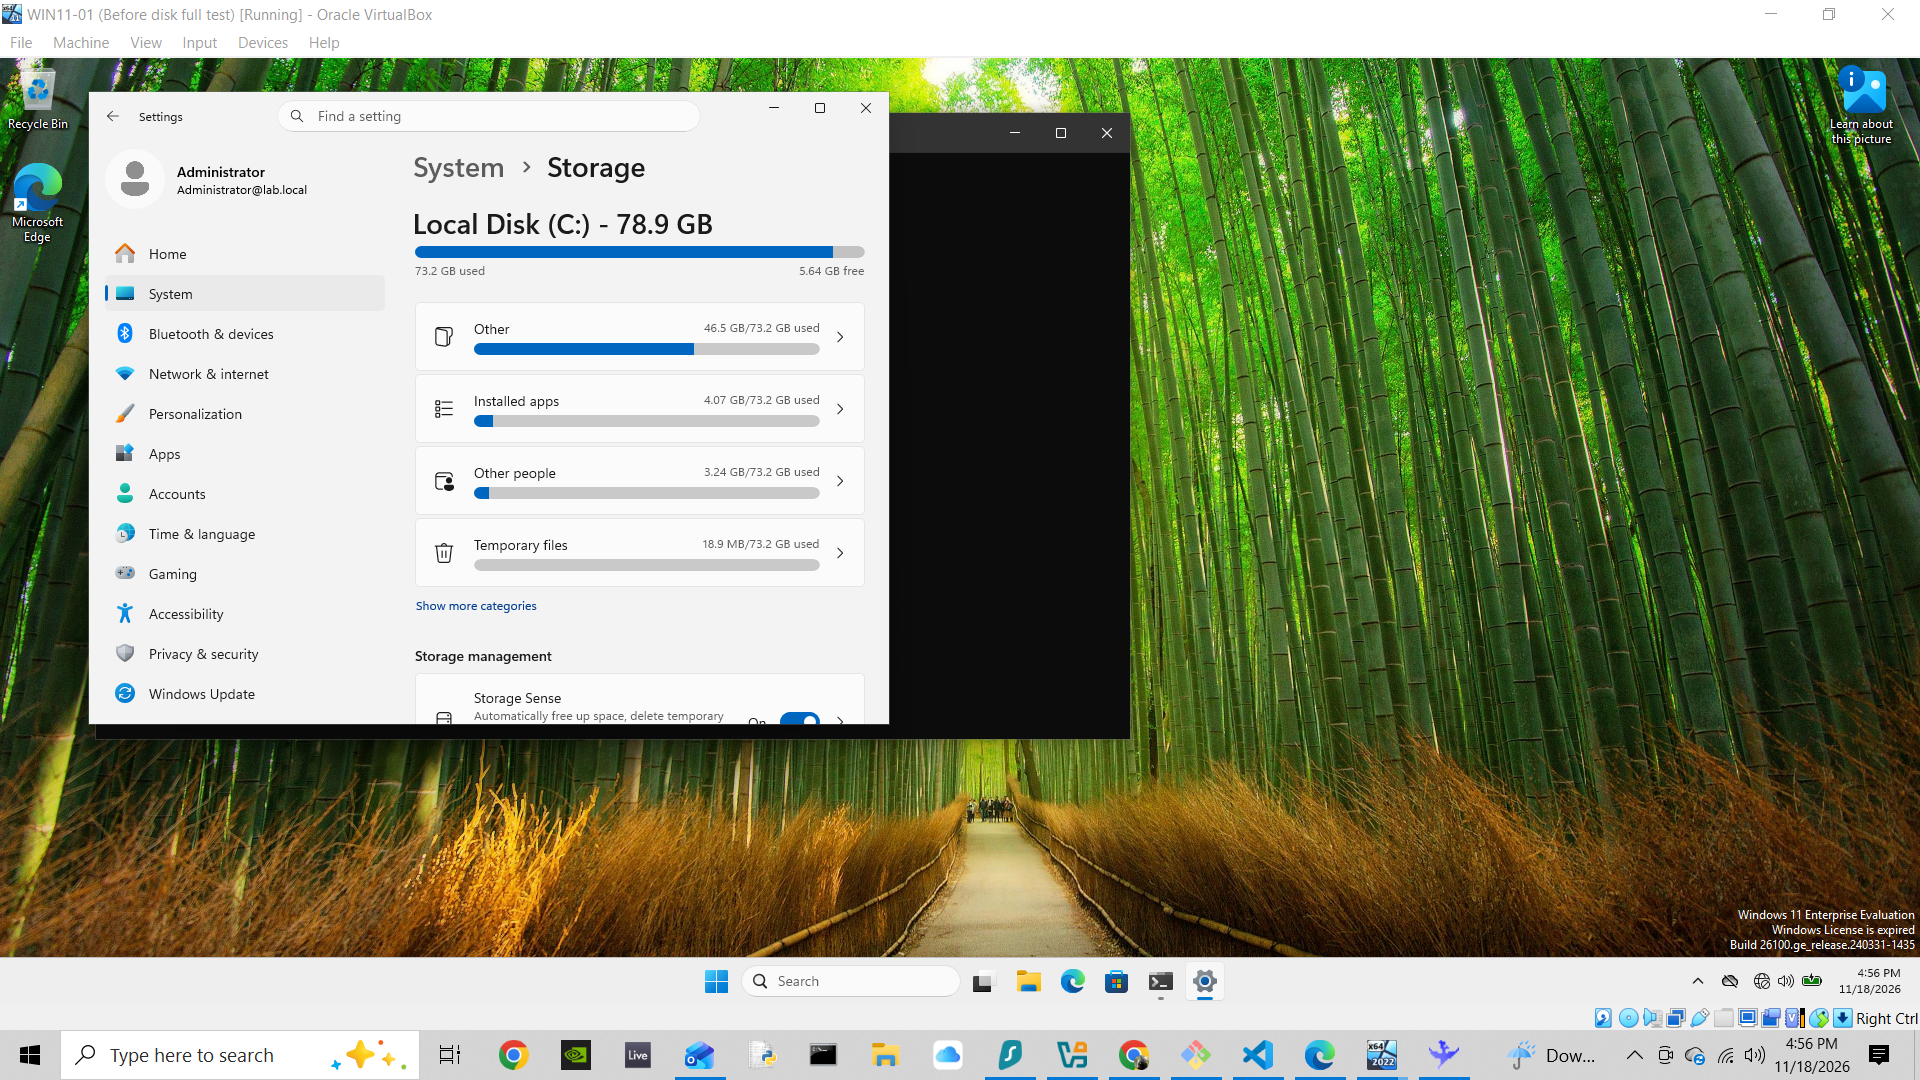 WIN11-01 (Before disk full test) [Running] - Oracle VirtualBox
File Machine View Input Devices Help
Recycle Bin
Microsoft
Edge
Learn about
this picture
Settings
Find a setting
Administrator
Administrator@lab.local
Home
System
Bluetooth & devices
Network & internet
Personalization
Apps
Accounts
Time & language
Gaming
Accessibility
Privacy & security
Windows Update
System > Storage
Local Disk (C:) - 78.9 GB
73.2 GB used 5.64 GB free
Other 46.5 GB/73.2 GB used
Installed apps 4.07 GB/73.2 GB used
Other people 3.24 GB/73.2 GB used
Temporary files 18.9 MB/73.2 GB used
Show more categories
Storage management
Storage Sense
Automatically free up space, delete temporary
On
Windows 11 Enterprise Evaluation
Windows License is expired
Build 26100.ge_release.240331-1435
Search
4:56 PM
11/18/2026
Right Ctrl
Type here to search
Live
x64
2022
Dow...
4:56 PM
11/18/2026